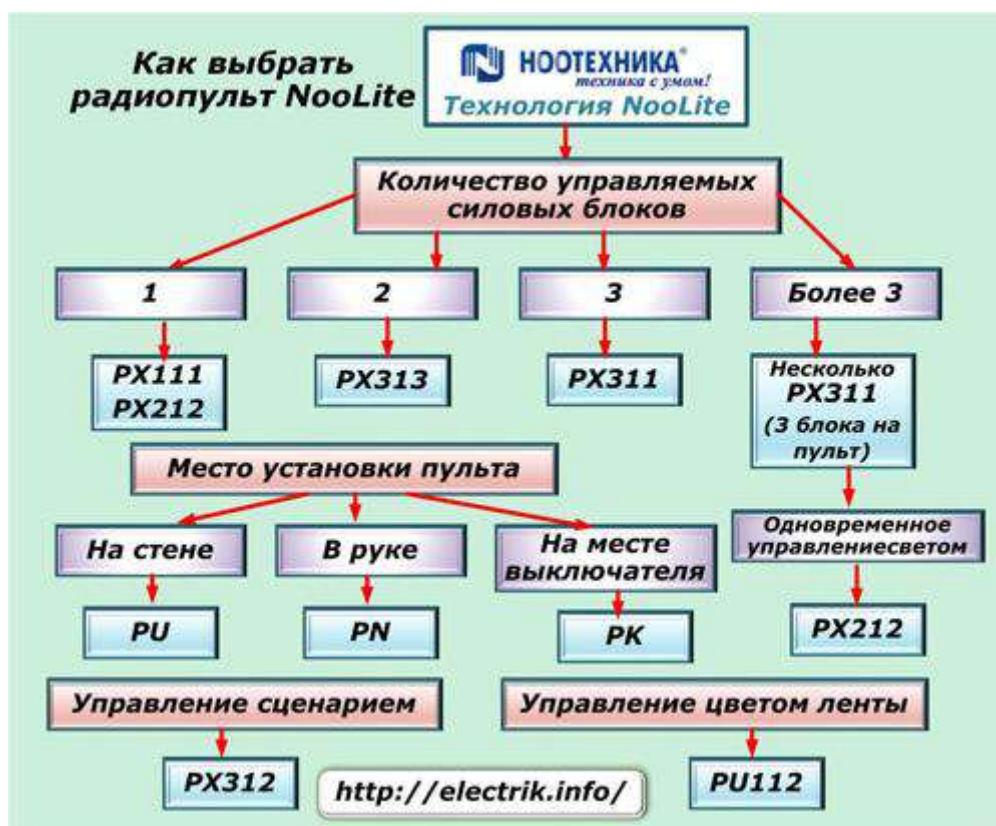 Как выбрать
радиопульт NooLite
НООТЕХНИКА®
техника с умом!
Технология NooLite
Количество управляемых
силовых блоков
1
2
3
Более 3
PX111
PX212
PX313
PX311
Несколько
PX311
(3 блока на
пульт)
Место установки пульта
На стене
В руке
На месте
выключателя
Одновременное
управлениесветом
PU
PN
PK
PX212
Управление сценарием
Управление цветом ленты
PX312
http://electrik.info/
PU112